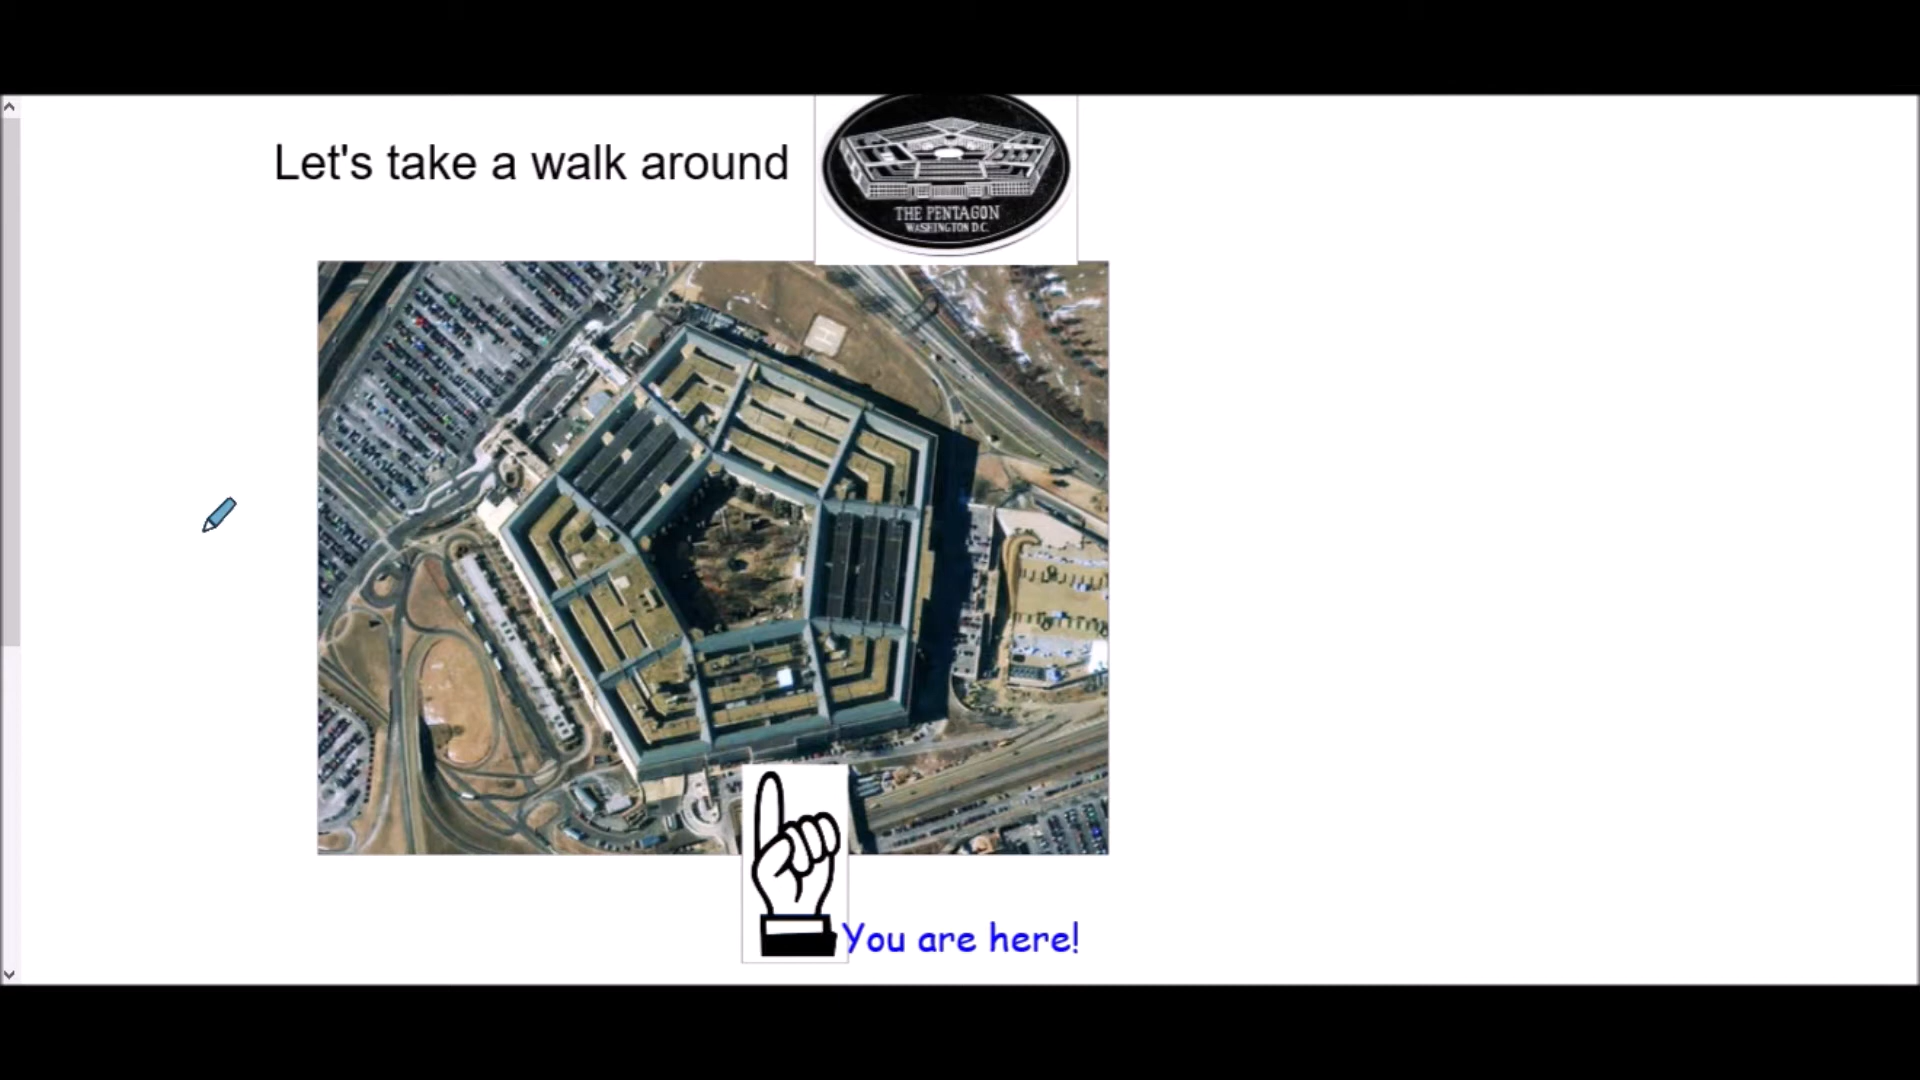 Let's take a walk around
THE PENTAGON
WASHINGTON D.C.
You are here!